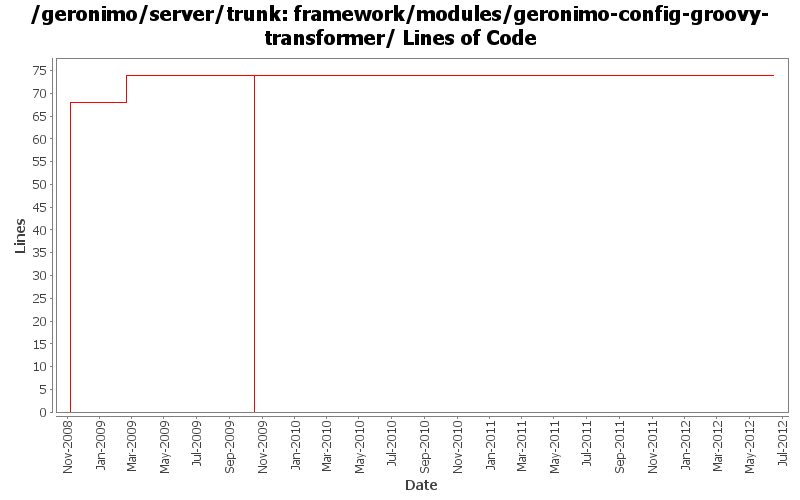 /geronimo/server/trunk: framework/modules/geronimo-config-groovy-
transformer/ Lines of Code
75
70
65
60
55
50
45
40
35
30
25
20
15
10
5
0
Lines
Nov-2008
Jan-2009
Mar-2009
May-2009
Jul-2009
Sep-2009
Nov-2009
Jan-2010
Mar-2010
May-2010
Jul-2010
Sep-2010
Nov-2010
Jan-2011
Mar-2011
May-2011
Jul-2011
Sep-2011
Nov-2011
Jan-2012
Mar-2012
May-2012
Jul-2012
Date